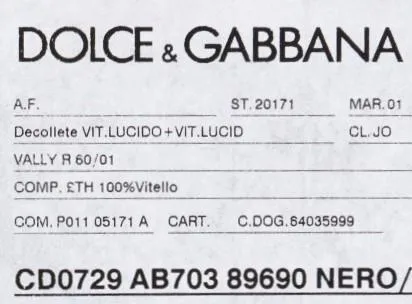 DOLCE & GABBANA
A.F. ST. 20171 MAR. 01
Decollete VIT.LUCIDO+VIT.LUCID CL. JO
VALLY R 60/01
COMP. £TH 100%Vitello
COM. P011 05171 A CART. C.DOG.64035999
CD0729 AB703 89690 NERO/